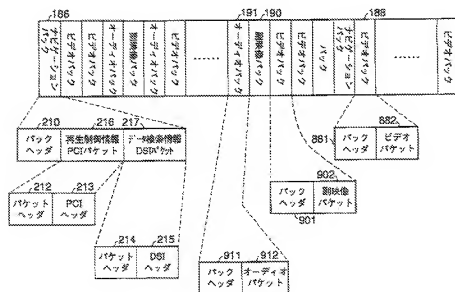 186
191
190
188
ナビゲーションパック
ビデオパック
ビデオパック
オーディオパック
副映像パック
オーディオパック
ビデオパック
……
オーディオパック
副映像パック
ビデオパック
ビデオパック
パック
ナビゲーションパック
ビデオパック
……
210
216
217
パックヘッダ
再生制御情報 PCIパケット
データ検索情報 DSIパケット
881
882
パックヘッダ
ビデオパケット
212
213
パケットヘッダ
PCIヘッダ
902
パックヘッダ
副映像パケット
901
214
215
パケットヘッダ
DSIヘッダ
911
912
パックヘッダ
オーディオパケット